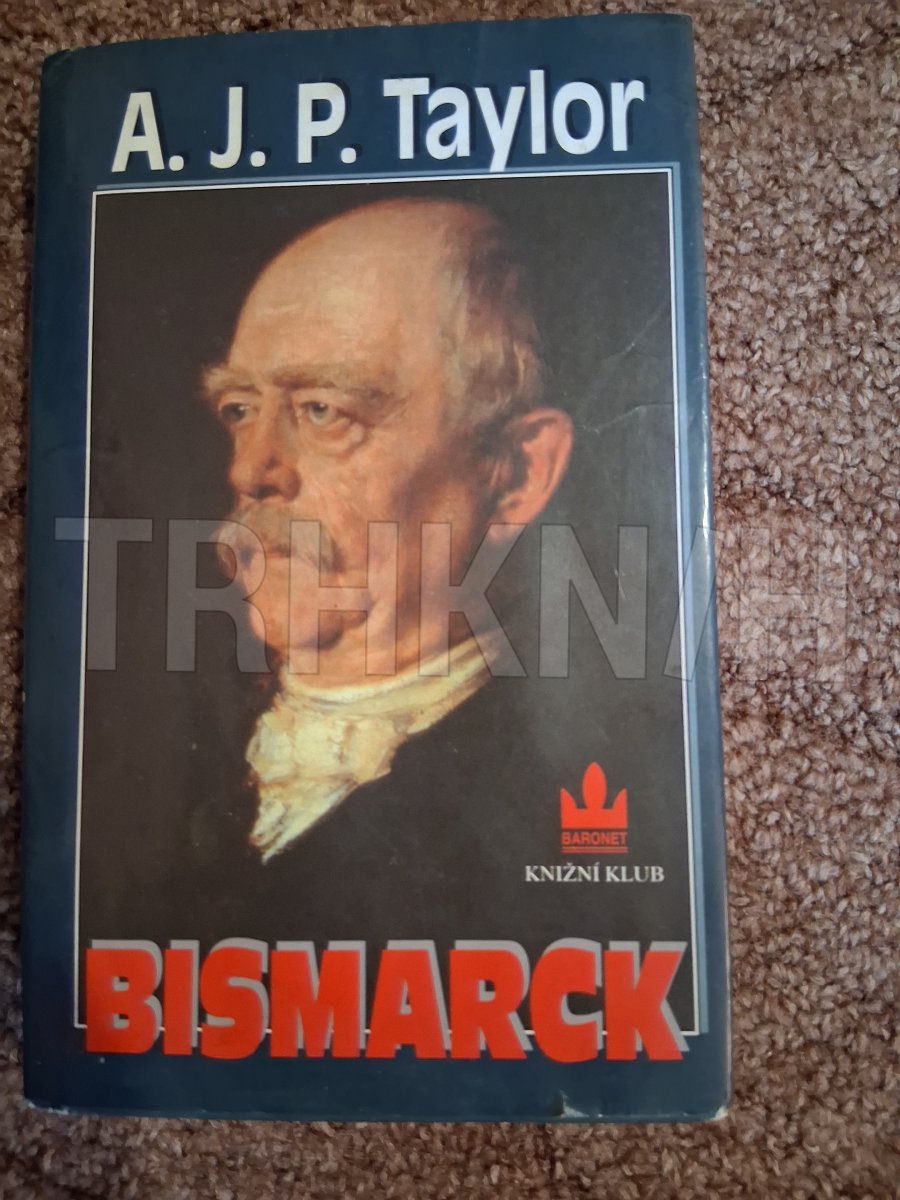 A. J. P. Taylor
TRHKNIH
BARONET
KNIŽNÍ KLUB
BISMARCK